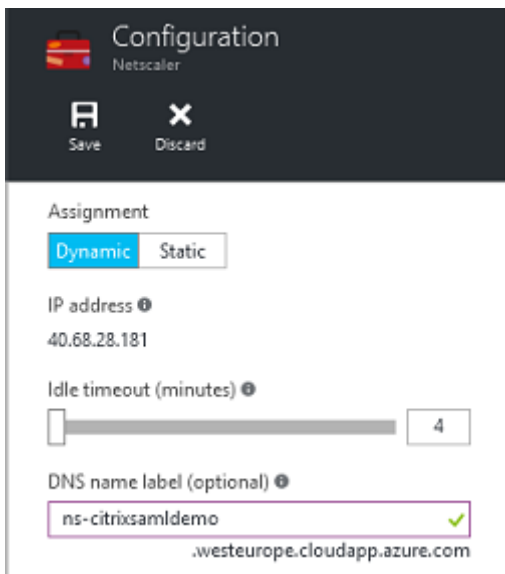 Configuration
Netscaler
Save Discard
Assignment
Dynamic Static
IP address
40.68.28.181
Idle timeout (minutes)
4
DNS name label (optional)
ns-citrixsamldemo
.westeurope.cloudapp.azure.com